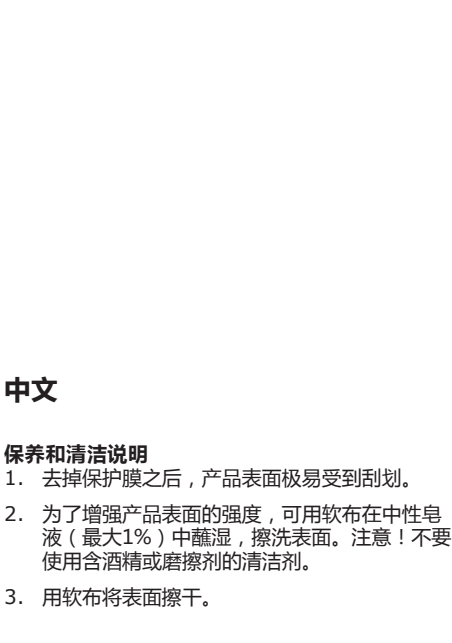 中文
保养和清洁说明
1. 去掉保护膜之后，产品表面极易受到刮划。
2. 为了增强产品表面的强度，可用软布在中性皂
液（最大1%）中蘸湿，擦洗表面。注意！不要
使用含酒精或磨擦剂的清洁剂。
3. 用软布将表面擦干。